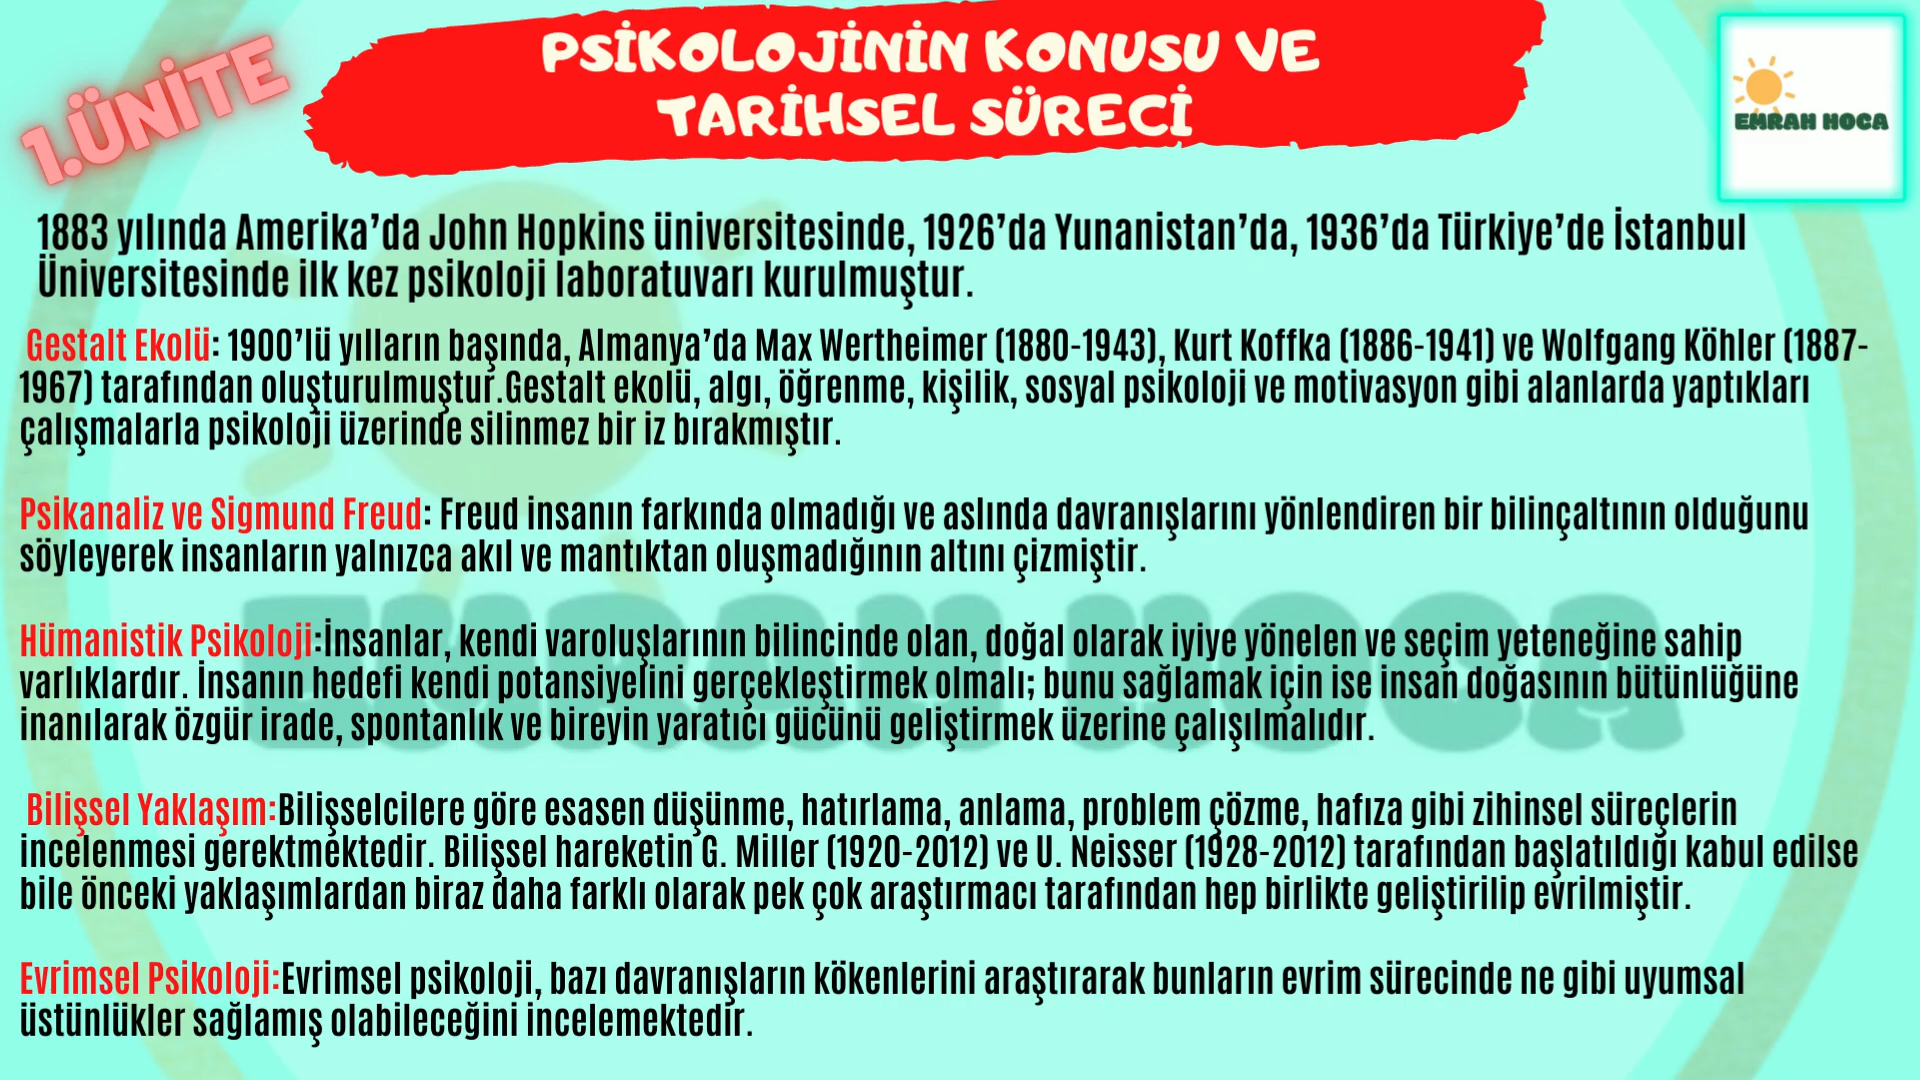 1.ÜNİTE
PSİKOLOJİNİN KONUSU VE
TARİHSEL SÜRECİ
EMRAH HOCA
1883 yılında Amerika’da John Hopkins üniversitesinde, 1926’da Yunanistan’da, 1936’da Türkiye’de İstanbul
Üniversitesinde ilk kez psikoloji laboratuvarı kurulmuştur.
Gestalt Ekolü: 1900’lü yılların başında, Almanya’da Max Wertheimer (1880-1943), Kurt Koffka (1886-1941) ve Wolfgang Köhler (1887-
1967) tarafından oluşturulmuştur.Gestalt ekolü, algı, öğrenme, kişilik, sosyal psikoloji ve motivasyon gibi alanlarda yaptıkları
çalışmalarla psikoloji üzerinde silinmez bir iz bırakmıştır.
Psikanaliz ve Sigmund Freud: Freud insanın farkında olmadığı ve aslında davranışlarını yönlendiren bir bilinçaltının olduğunu
söyleyerek insanların yalnızca akıl ve mantıktan oluşmadığının altını çizmiştir.
Hümanistik Psikoloji:İnsanlar, kendi varoluşlarının bilincinde olan, doğal olarak iyiye yönelen ve seçim yeteneğine sahip
varlıklardır. İnsanın hedefi kendi potansiyelini gerçekleştirmek olmalı; bunu sağlamak için ise insan doğasının bütünlüğüne
inanılarak özgür irade, spontanlık ve bireyin yaratıcı gücünü geliştirmek üzerine çalışılmalıdır.
Bilişsel Yaklaşım:Bilişselcilere göre esasen düşünme, hatırlama, anlama, problem çözme, hafıza gibi zihinsel süreçlerin
incelenmesi gerektmektedir. Bilişsel hareketin G. Miller (1920-2012) ve U. Neisser (1928-2012) tarafından başlatıldığı kabul edilse
bile önceki yaklaşımlardan biraz daha farklı olarak pek çok araştırmacı tarafından hep birlikte geliştirilip evrilmiştir.
Evrimsel Psikoloji:Evrimsel psikoloji, bazı davranışların kökenlerini araştırarak bunların evrim sürecinde ne gibi uyumsal
üstünlükler sağlamış olabileceğini incelemektedir.
EMRAH HOCA